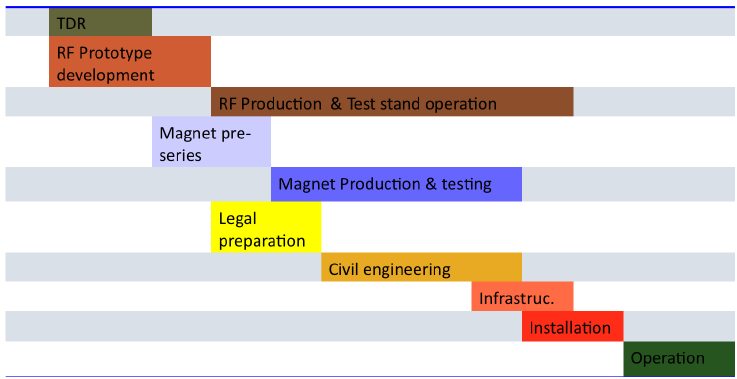 TDR
RF Prototype
development
RF Production & Test stand operation
Magnet pre-
series
Magnet Production & testing
Legal
preparation
Civil engineering
Infrastruc.
Installation
Operation